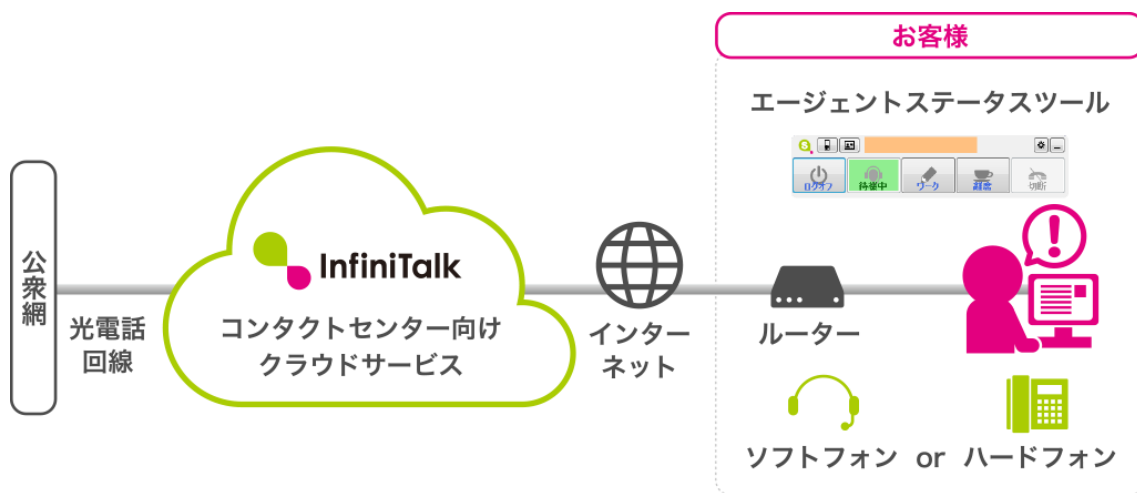 お客様
エージェントステータスツール
ログオフ
待機中
ワーク
離席
切断
公衆網
光電話
回線
InfiniTalk
コンタクトセンター向け
クラウドサービス
インター
ネット
ルーター
ソフトフォン or ハードフォン